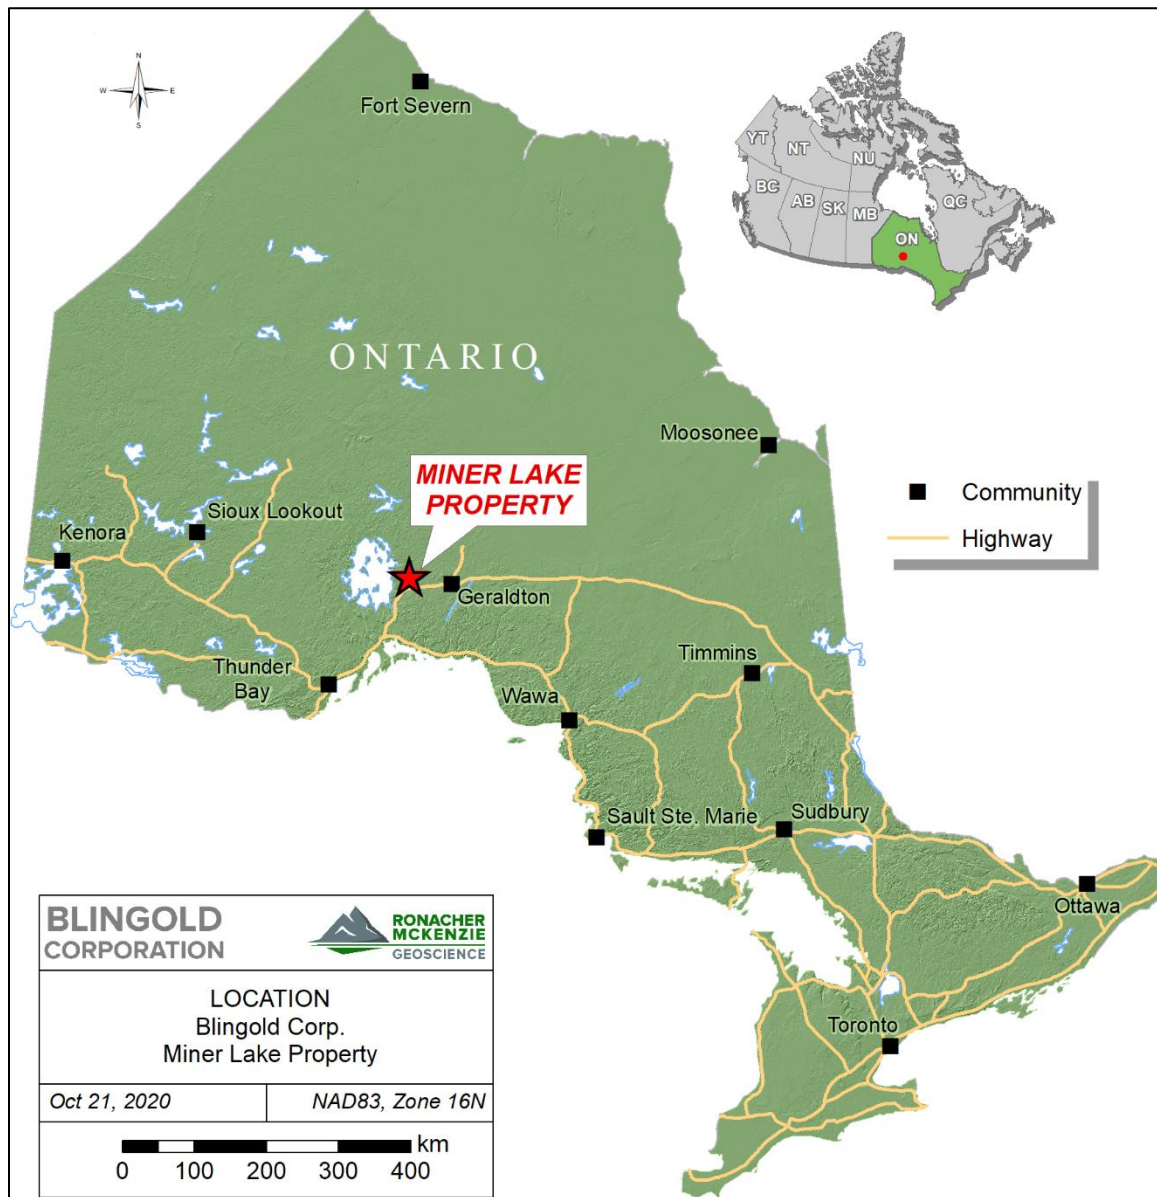 N
W
E
S
Fort Severn
YT
NT
NU
BC
AB
SK
MB
QC
ON
ONTARIO
Moosonee
MINER LAKE
PROPERTY
Sioux Lookout
Kenora
Geraldton
Community
Highway
Thunder
Bay
Timmins
Wawa
Sault Ste. Marie
Sudbury
Ottawa
Toronto
BLINGOLD
CORPORATION
RONACHER
MCKENZIE
GEOSCIENCE
LOCATION
Blingold Corp.
Miner Lake Property
Oct 21, 2020
NAD83, Zone 16N
km
0 100 200 300 400